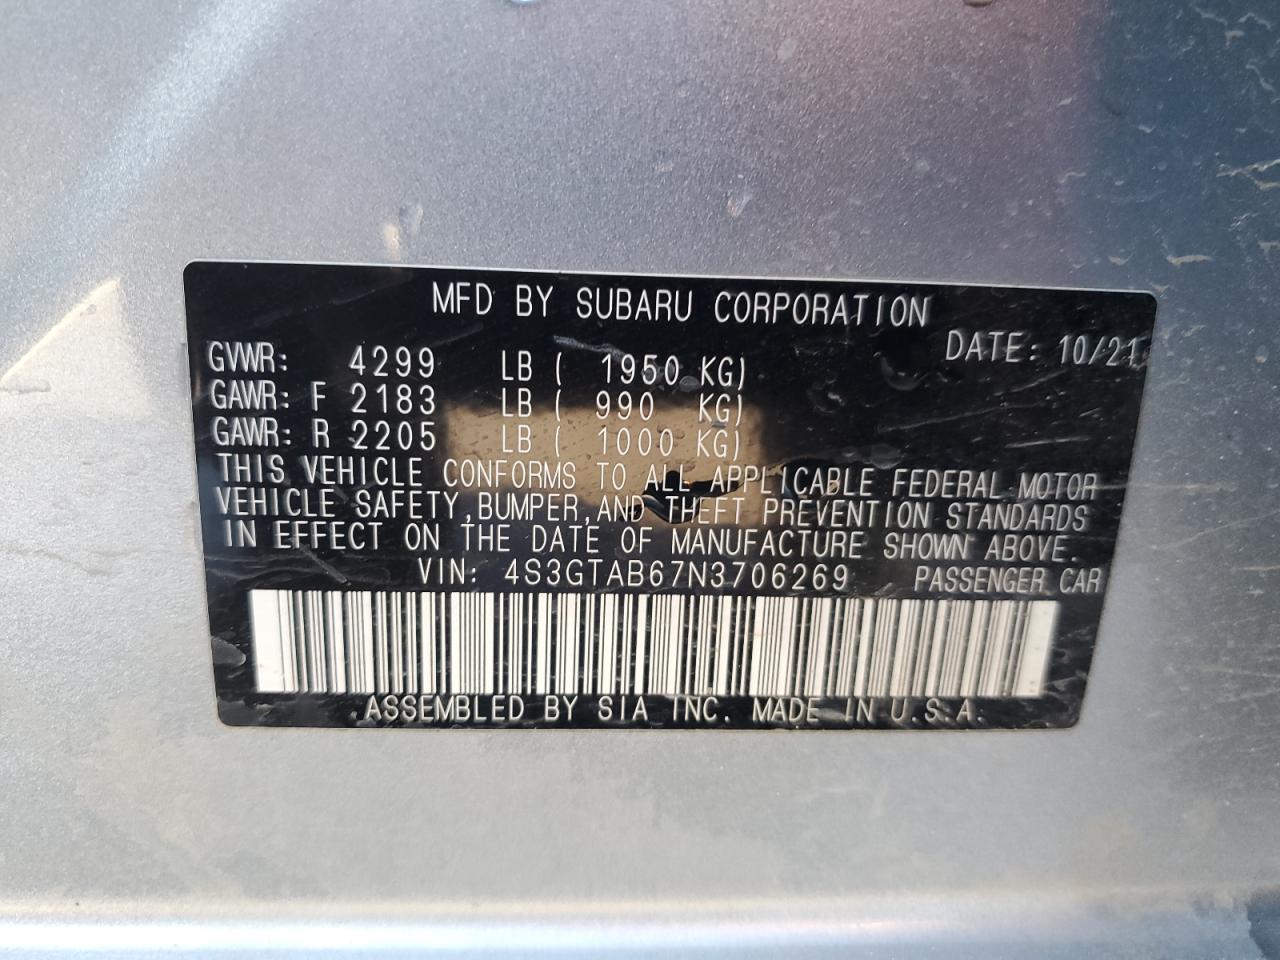 MFD BY SUBARU CORPORATION
DATE: 10/21
GVWR: 4299 LB ( 1950 KG)
GAWR: F 2183 LB ( 990 KG)
GAWR: R 2205 LB ( 1000 KG)
THIS VEHICLE CONFORMS TO ALL APPLICABLE FEDERAL MOTOR
VEHICLE SAFETY,BUMPER,AND THEFT PREVENTION STANDARDS
IN EFFECT ON THE DATE OF MANUFACTURE SHOWN ABOVE.
VIN: 4S3GTAB67N3706269 PASSENGER CAR
ASSEMBLED BY SIA INC. MADE IN U.S.A.